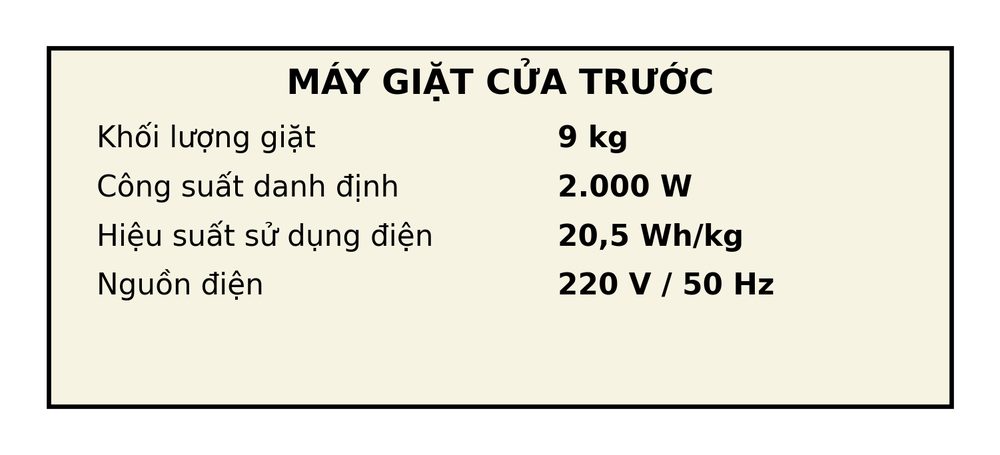 MÁY GIẶT CỬA TRƯỚC
Khối lượng giặt 9 kg
Công suất danh định 2.000 W
Hiệu suất sử dụng điện 20,5 Wh/kg
Nguồn điện 220 V / 50 Hz